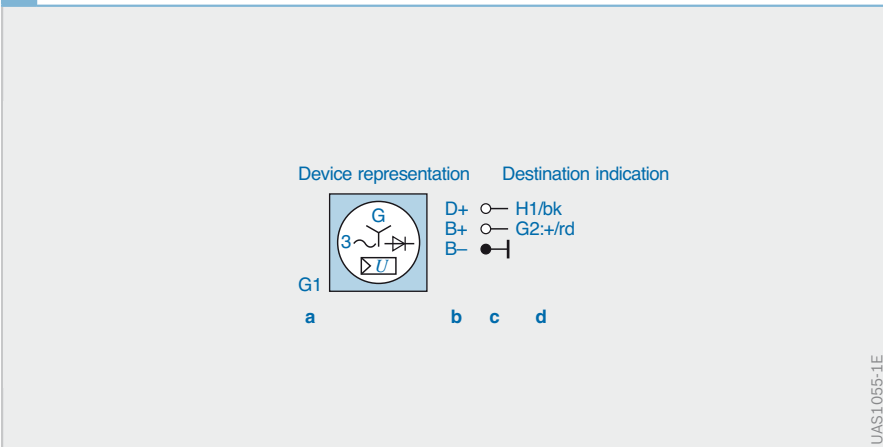 Device representation Destination indication
G
3
U
G1
D+ H1/bk
B+ G2:+/rd
B–
a b c d
UAS1055-1E